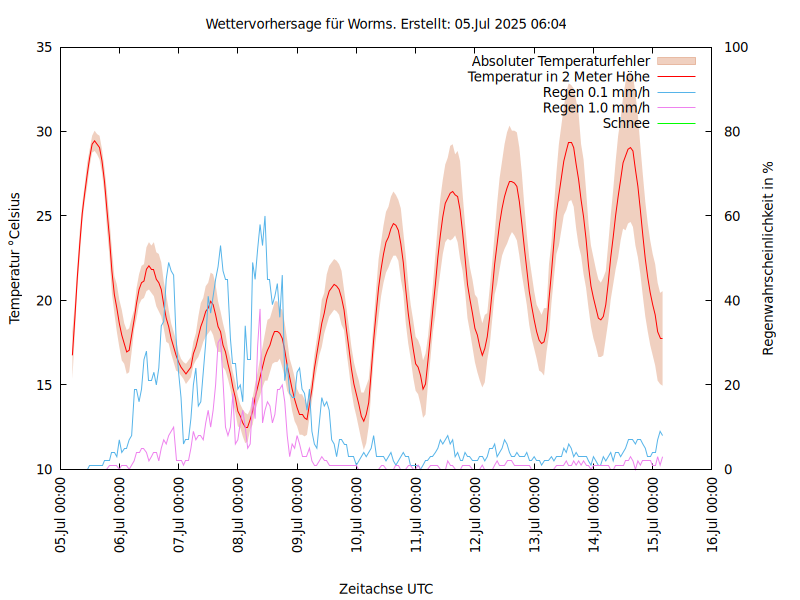 Wettervorhersage für Worms. Erstellt: 05.Jul 2025 06:04
Absoluter Temperaturfehler
Temperatur in 2 Meter Höhe
Regen 0.1 mm/h
Regen 1.0 mm/h
Schnee
Temperatur °Celsius
35
30
25
20
15
10
Regenwahrscheinlichkeit in %
100
80
60
40
20
0
05.Jul 00:00
06.Jul 00:00
07.Jul 00:00
08.Jul 00:00
09.Jul 00:00
10.Jul 00:00
11.Jul 00:00
12.Jul 00:00
13.Jul 00:00
14.Jul 00:00
15.Jul 00:00
16.Jul 00:00
Zeitachse UTC